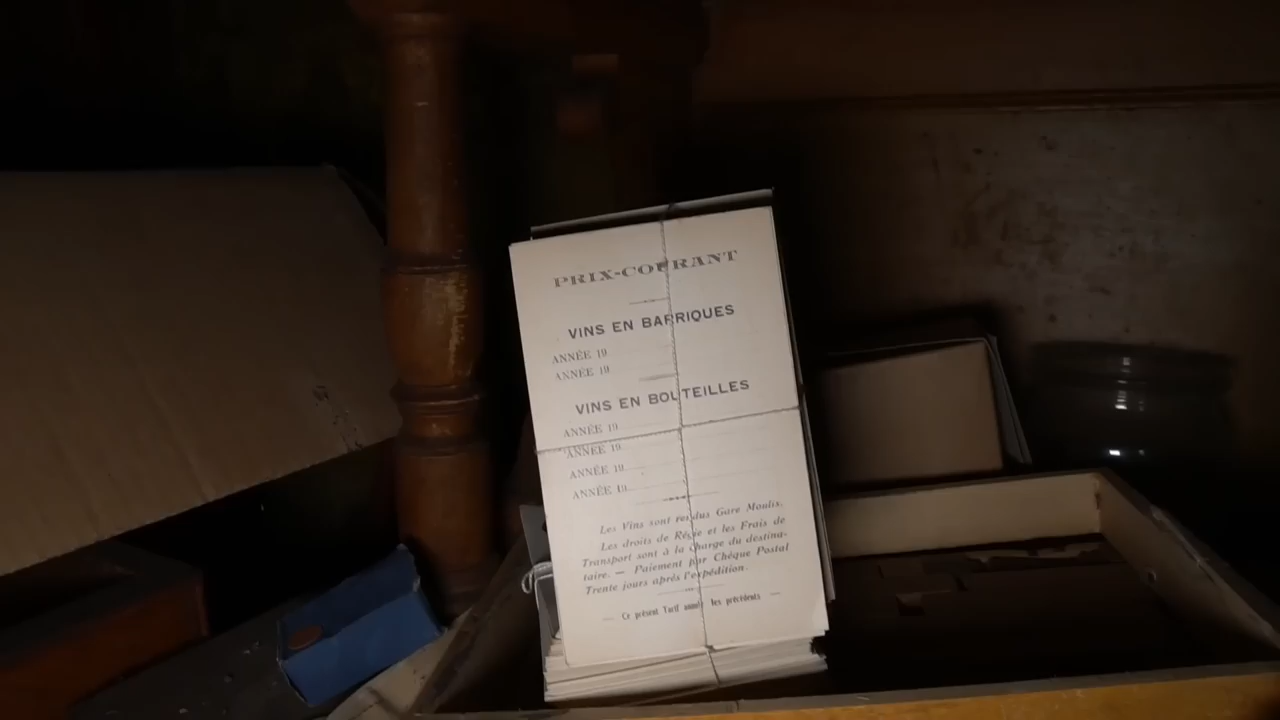 PRIX-COURANT
VINS EN BARRIQUES
ANNÉE 19
ANNÉE 19
VINS EN BOUTEILLES
ANNÉE 19
ANNÉE 19
ANNÉE 19
ANNÉE 19
Les Vins sont rendus Gare Moulis.
Les droits de Régie et les Frais de
Transport sont à la charge du destina-
taire. — Paiement par Chèque Postal
Trente jours après l'expédition.
— Ce présent Tarif annule les précédents —